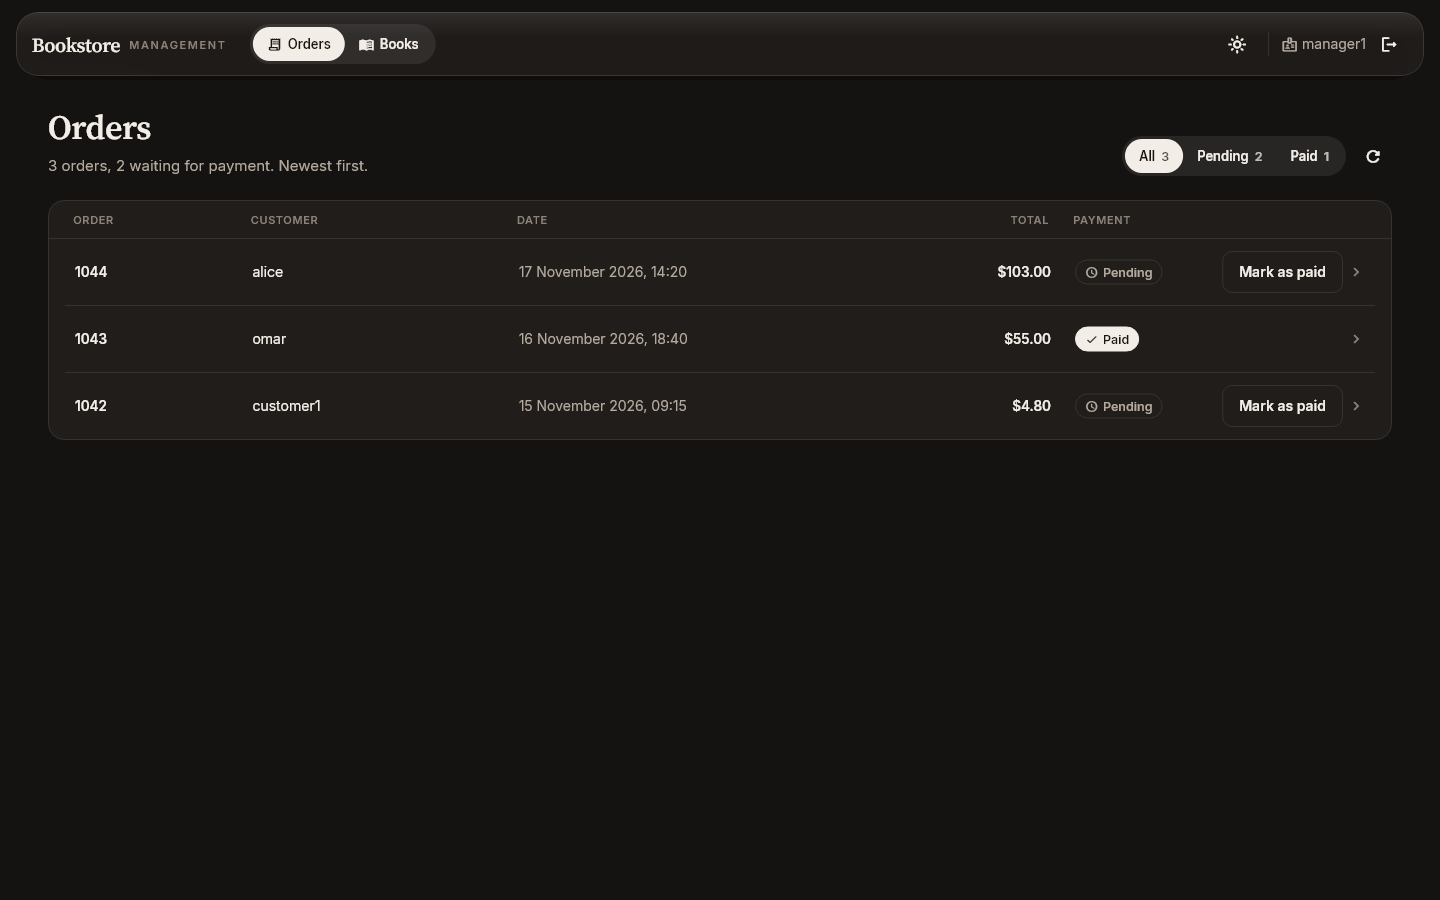 Bookstore MANAGEMENT Orders Books manager1
Orders
3 orders, 2 waiting for payment. Newest first.
All 3 Pending 2 Paid 1
ORDER CUSTOMER DATE TOTAL PAYMENT
1044 alice 17 November 2026, 14:20 $103.00 Pending Mark as paid
1043 omar 16 November 2026, 18:40 $55.00 Paid
1042 customer1 15 November 2026, 09:15 $4.80 Pending Mark as paid